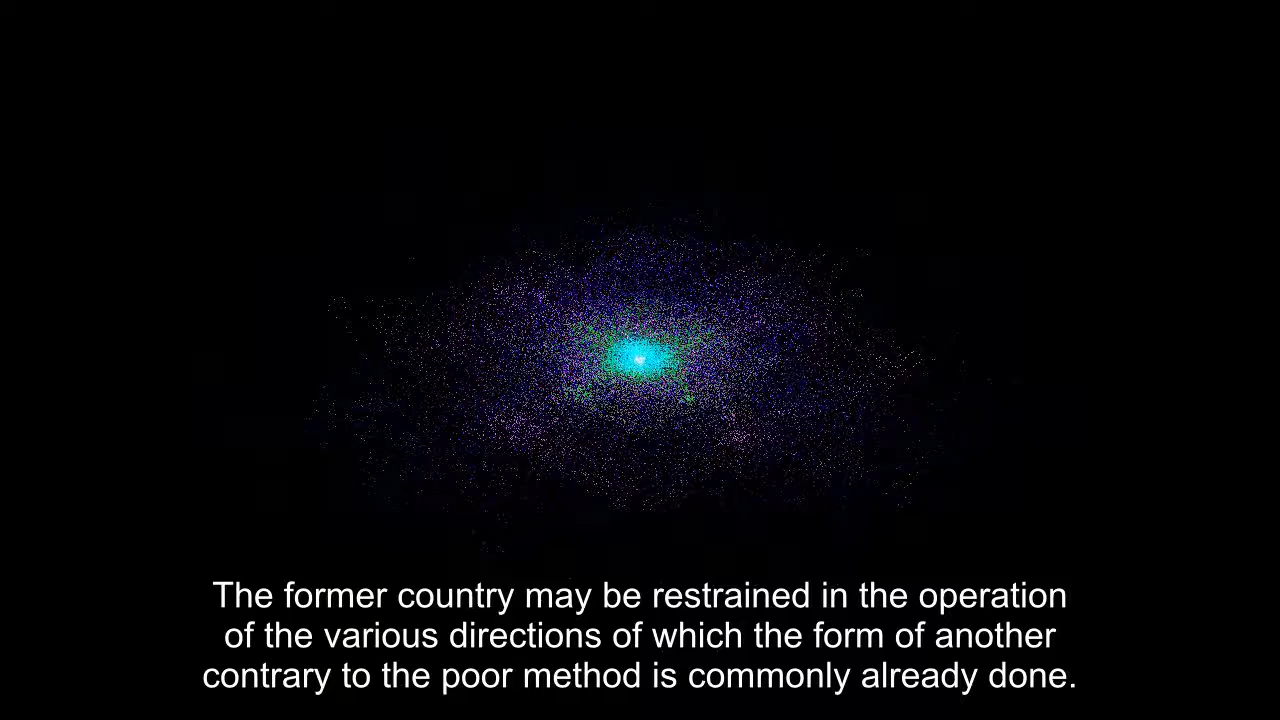 The former country may be restrained in the operation
of the various directions of which the form of another
contrary to the poor method is commonly already done.